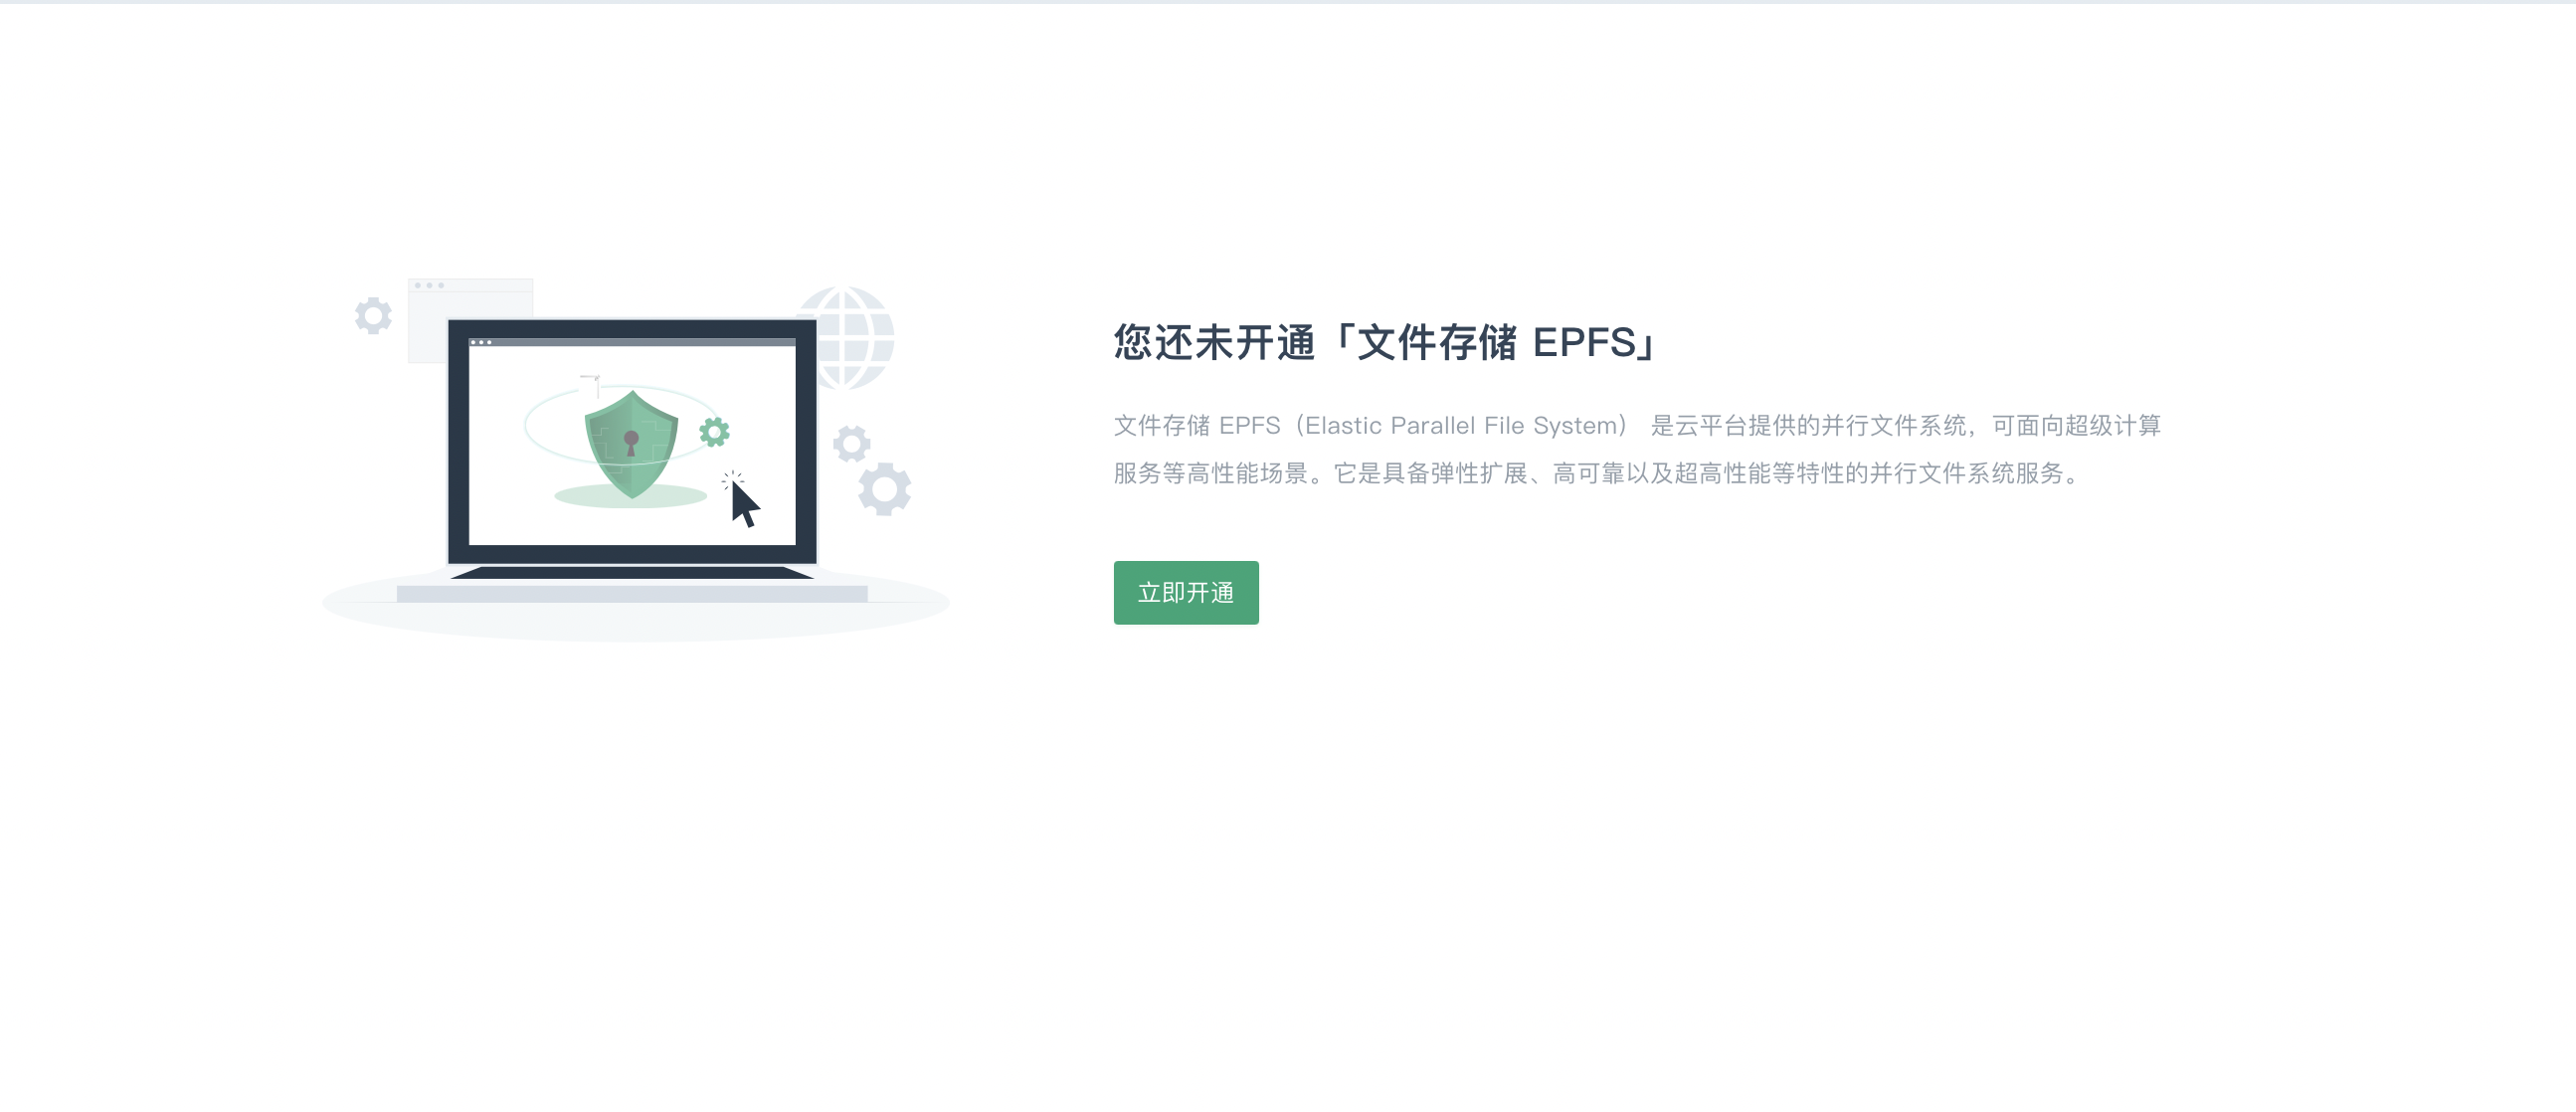 您还未开通「文件存储 EPFS」
文件存储 EPFS（Elastic Parallel File System） 是云平台提供的并行文件系统，可面向超级计算
服务等高性能场景。它是具备弹性扩展、高可靠以及超高性能等特性的并行文件系统服务。
立即开通